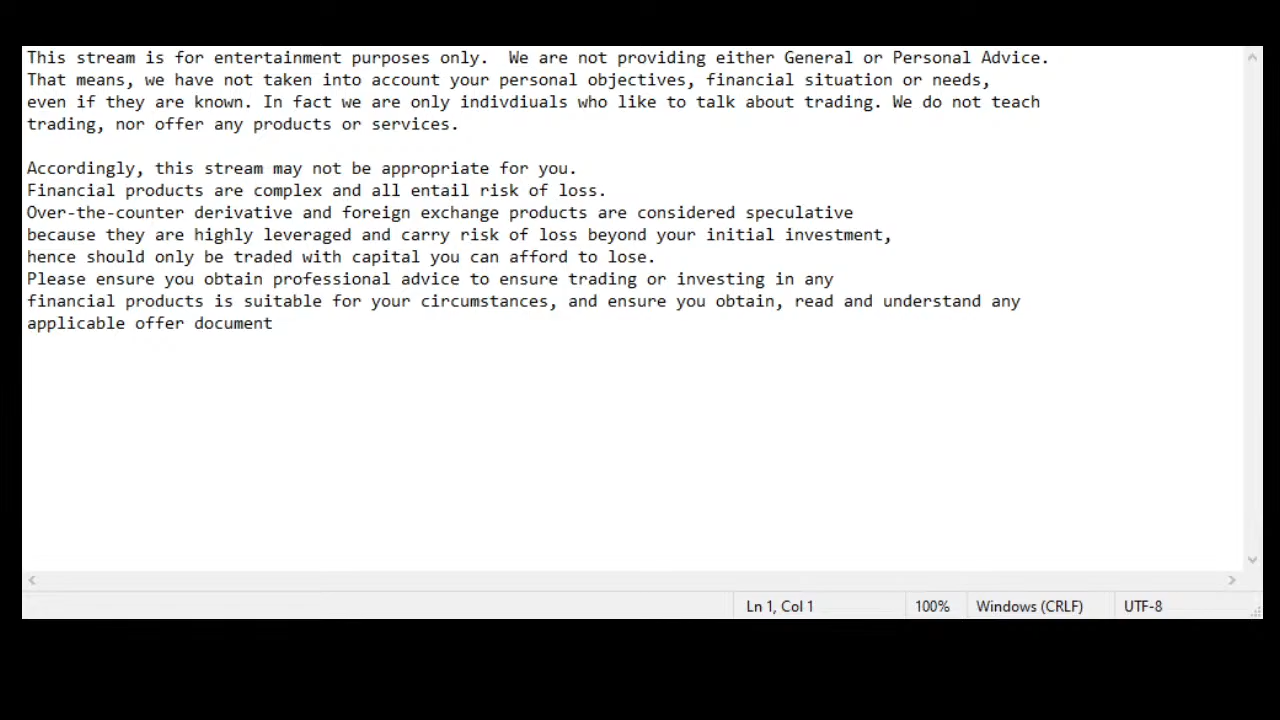 This stream is for entertainment purposes only.  We are not providing either General or Personal Advice.
That means, we have not taken into account your personal objectives, financial situation or needs,
even if they are known. In fact we are only indivdiuals who like to talk about trading. We do not teach
trading, nor offer any products or services.

Accordingly, this stream may not be appropriate for you.
Financial products are complex and all entail risk of loss.
Over-the-counter derivative and foreign exchange products are considered speculative
because they are highly leveraged and carry risk of loss beyond your initial investment,
hence should only be traded with capital you can afford to lose.
Please ensure you obtain professional advice to ensure trading or investing in any
financial products is suitable for your circumstances, and ensure you obtain, read and understand any
applicable offer document
Ln 1, Col 1 100% Windows (CRLF) UTF-8